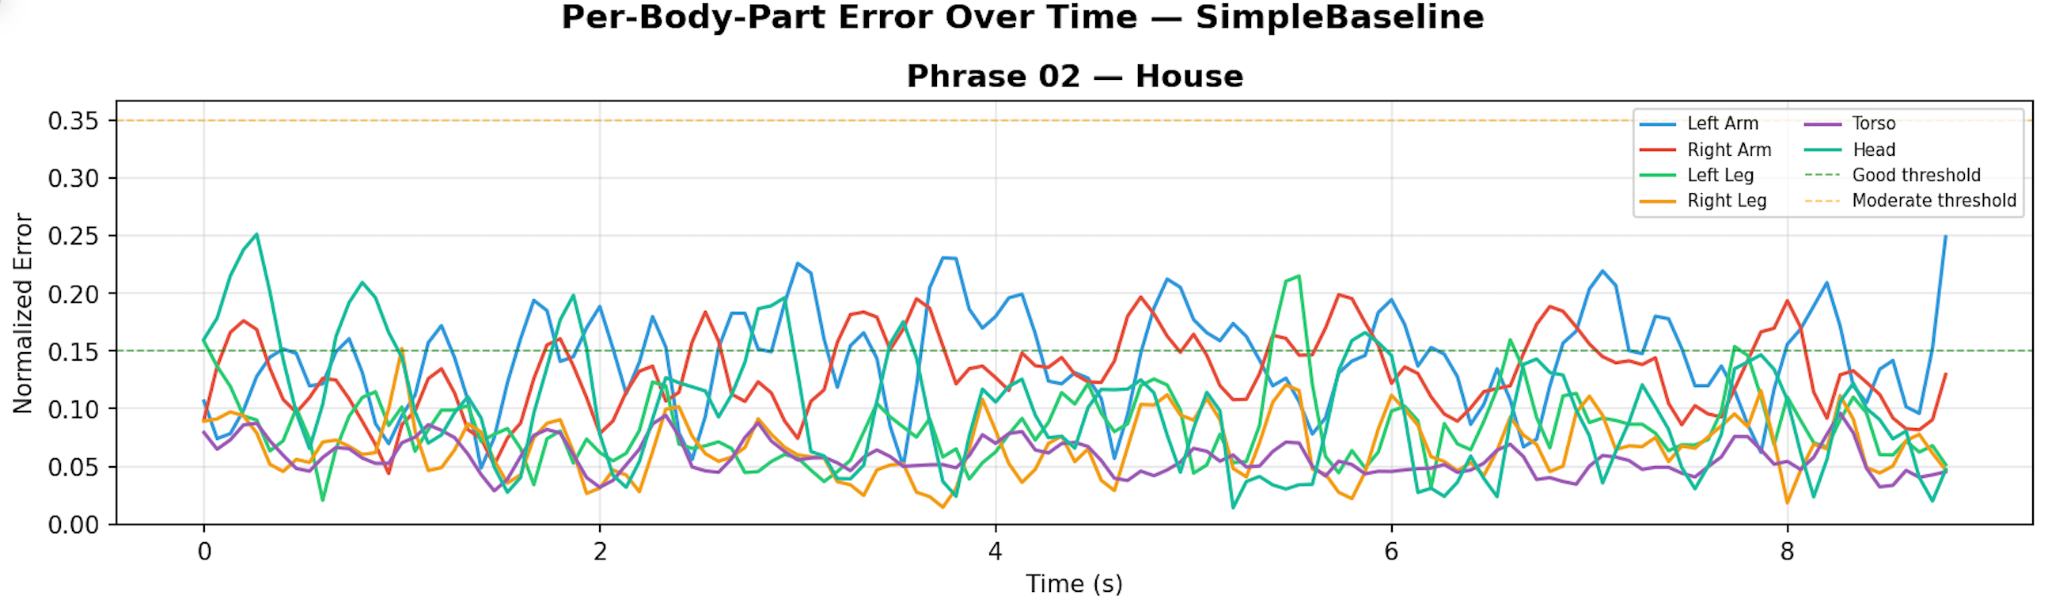 Per-Body-Part Error Over Time — SimpleBaseline
Phrase 02 — House
0.35
0.30
0.25
0.20
0.15
0.10
0.05
0.00
Normalized Error
Left Arm
Right Arm
Left Leg
Right Leg
Torso
Head
Good threshold
Moderate threshold
0 2 4 6 8
Time (s)